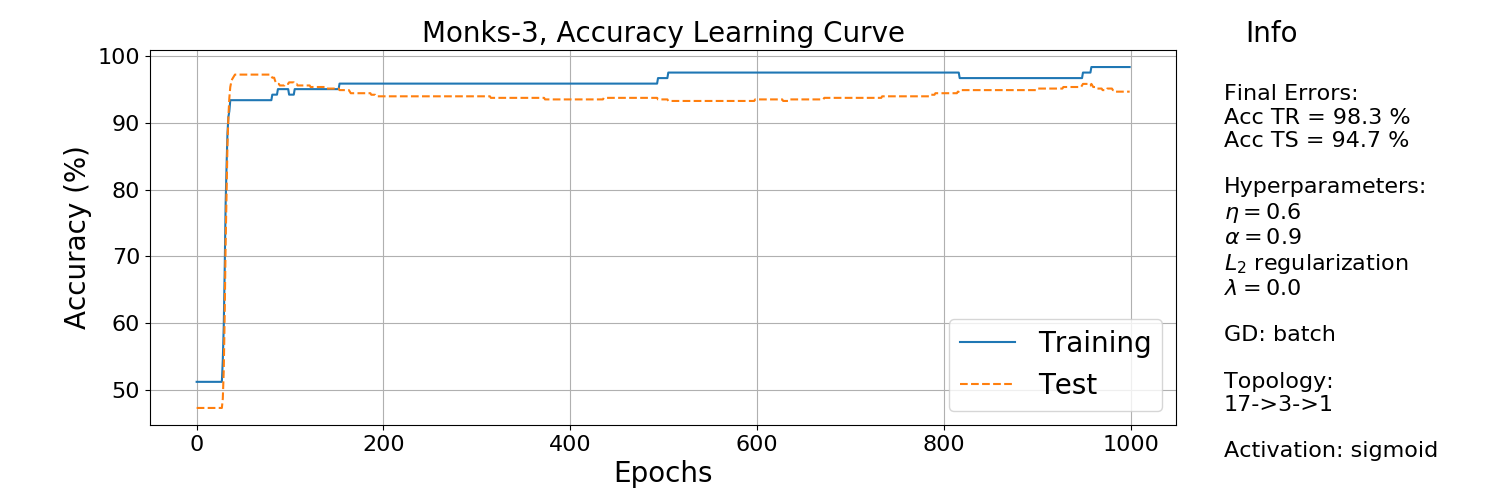 Monks-3, Accuracy Learning Curve
Info
100
90
80
70
60
50
Accuracy (%)
0
200
400
600
800
1000
Epochs
Training
Test
Final Errors:
Acc TR = 98.3 %
Acc TS = 94.7 %
Hyperparameters:
η = 0.6
α = 0.9
L₂ regularization
λ = 0.0
GD: batch
Topology:
17->3->1
Activation: sigmoid